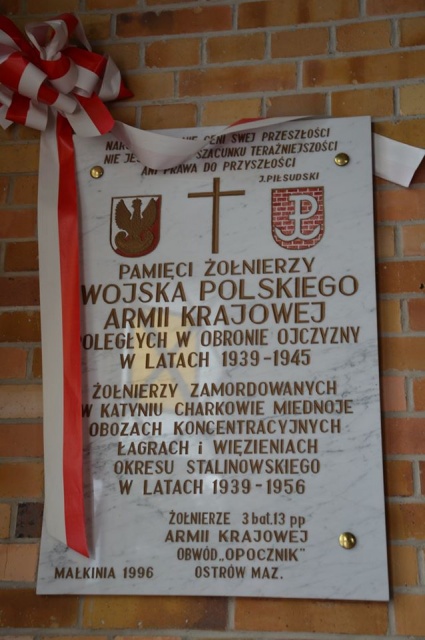 NIE CENI SWEJ PRZESZŁOŚCI
NIE SZACUNKU TERAŹNIEJSZOŚCI
ANI PRAWA DO PRZYSZŁOŚCI
J.PIŁSUDSKI
PAMIĘCI ŻOŁNIERZY
WOJSKA POLSKIEGO
ARMII KRAJOWEJ
POLEGŁYCH W OBRONIE OJCZYZNY
W LATACH 1939-1945
ŻOŁNIERZY ZAMORDOWANYCH
W KATYNIU CHARKOWIE MIEDNOJE
OBOZACH KONCENTRACYJNYCH
ŁAGRACH i WIĘZIENIACH
OKRESU STALINOWSKIEGO
W LATACH 1939-1956
ŻOŁNIERZE 3 bat.13 pp
ARMII KRAJOWEJ
OBWÓD„OPOCZNIK"
MAŁKINIA 1996 OSTRÓW MAZ.